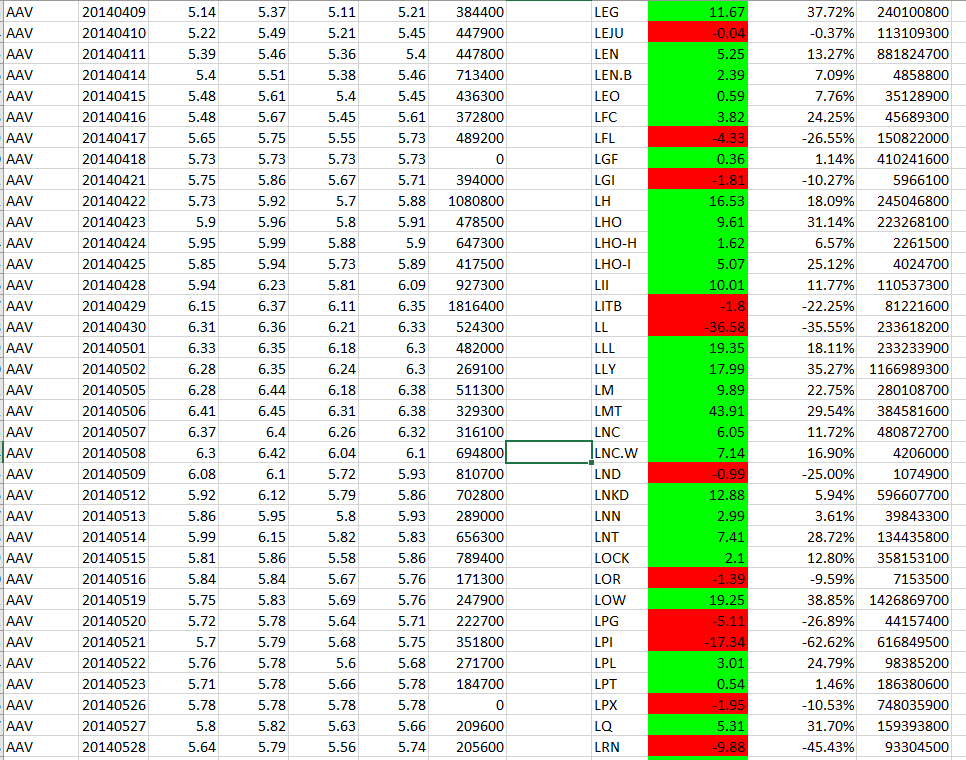 AAV 20140409 5.14 5.37 5.11 5.21 384400 LEG 11.67 37.72% 240100800
AAV 20140410 5.22 5.49 5.21 5.45 447900 LEJU -0.04 -0.37% 113109300
AAV 20140411 5.39 5.46 5.36 5.4 447800 LEN 5.25 13.27% 881824700
AAV 20140414 5.4 5.51 5.38 5.46 713400 LEN.B 2.39 7.09% 4858800
AAV 20140415 5.48 5.61 5.4 5.45 436300 LEO 0.59 7.76% 35128900
AAV 20140416 5.48 5.67 5.45 5.61 372800 LFC 3.82 24.25% 45689300
AAV 20140417 5.65 5.75 5.55 5.73 489200 LFL -4.33 -26.55% 150822000
AAV 20140418 5.73 5.73 5.73 5.73 0 LGF 0.36 1.14% 410241600
AAV 20140421 5.75 5.86 5.67 5.71 394000 LGI -1.81 -10.27% 5966100
AAV 20140422 5.73 5.92 5.7 5.88 1080800 LH 16.53 18.09% 245046800
AAV 20140423 5.9 5.96 5.8 5.91 478500 LHO 9.61 31.14% 223268100
AAV 20140424 5.95 5.99 5.88 5.9 647300 LHO-H 1.62 6.57% 2261500
AAV 20140425 5.85 5.94 5.73 5.89 417500 LHO-I 5.07 25.12% 4024700
AAV 20140428 5.94 6.23 5.81 6.09 927300 LII 10.01 11.77% 110537300
AAV 20140429 6.15 6.37 6.11 6.35 1816400 LITB -1.8 -22.25% 81221600
AAV 20140430 6.31 6.36 6.21 6.33 524300 LL -36.58 -35.55% 233618200
AAV 20140501 6.33 6.35 6.18 6.3 482000 LLL 19.35 18.11% 233233900
AAV 20140502 6.28 6.35 6.24 6.3 269100 LLY 17.99 35.27% 1166989300
AAV 20140505 6.28 6.44 6.18 6.38 511300 LM 9.89 22.75% 280108700
AAV 20140506 6.41 6.45 6.31 6.38 329300 LMT 43.91 29.54% 384581600
AAV 20140507 6.37 6.4 6.26 6.32 316100 LNC 6.05 11.72% 480872700
AAV 20140508 6.3 6.42 6.04 6.1 694800 LNC.W 7.14 16.90% 4206000
AAV 20140509 6.08 6.1 5.72 5.93 810700 LND -0.99 -25.00% 1074900
AAV 20140512 5.92 6.12 5.79 5.86 702800 LNKD 12.88 5.94% 596607700
AAV 20140513 5.86 5.95 5.8 5.93 289000 LNN 2.99 3.61% 39843300
AAV 20140514 5.99 6.15 5.82 5.83 656300 LNT 7.41 28.72% 134435800
AAV 20140515 5.81 5.86 5.58 5.86 789400 LOCK 2.1 12.80% 358153100
AAV 20140516 5.84 5.84 5.67 5.76 171300 LOR -1.39 -9.59% 7153500
AAV 20140519 5.75 5.83 5.69 5.76 247900 LOW 19.25 38.85% 1426869700
AAV 20140520 5.72 5.78 5.64 5.71 222700 LPG -5.11 -26.89% 44157400
AAV 20140521 5.7 5.79 5.68 5.75 351800 LPI -17.34 -62.62% 616849500
AAV 20140522 5.76 5.78 5.6 5.68 271700 LPL 3.01 24.79% 98385200
AAV 20140523 5.71 5.78 5.66 5.78 184700 LPT 0.54 1.46% 186380600
AAV 20140526 5.78 5.78 5.78 5.78 0 LPX -1.95 -10.53% 748035900
AAV 20140527 5.8 5.82 5.63 5.66 209600 LQ 5.31 31.70% 159393800
AAV 20140528 5.64 5.79 5.56 5.74 205600 LRN -9.88 -45.43% 93304500